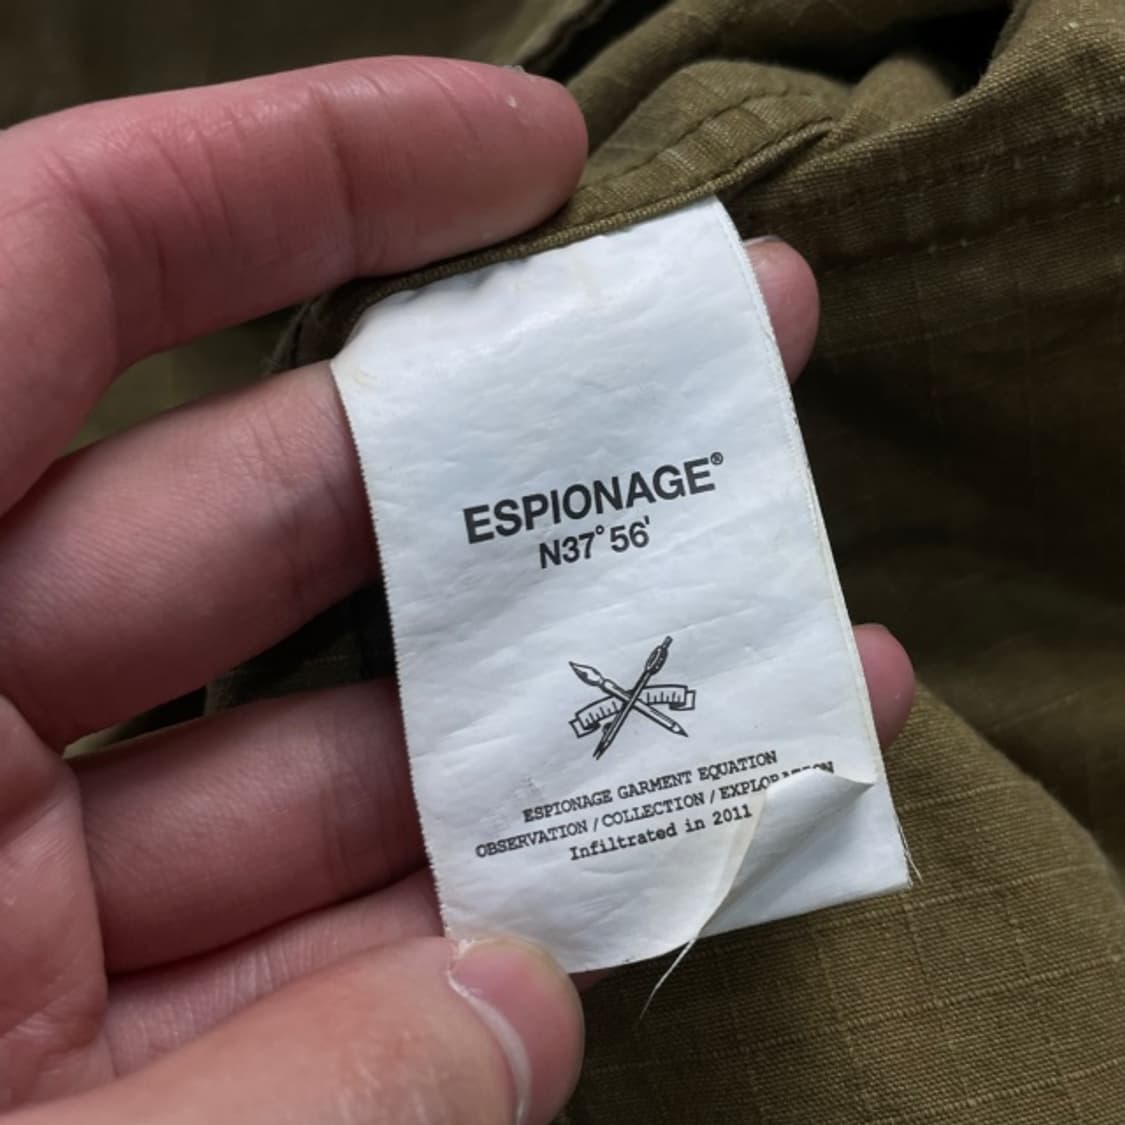 ESPIONAGE®
N37° 56'
ESPIONAGE GARMENT EQUATION
OBSERVATION / COLLECTION / EXPLORATION
Infiltrated in 2011